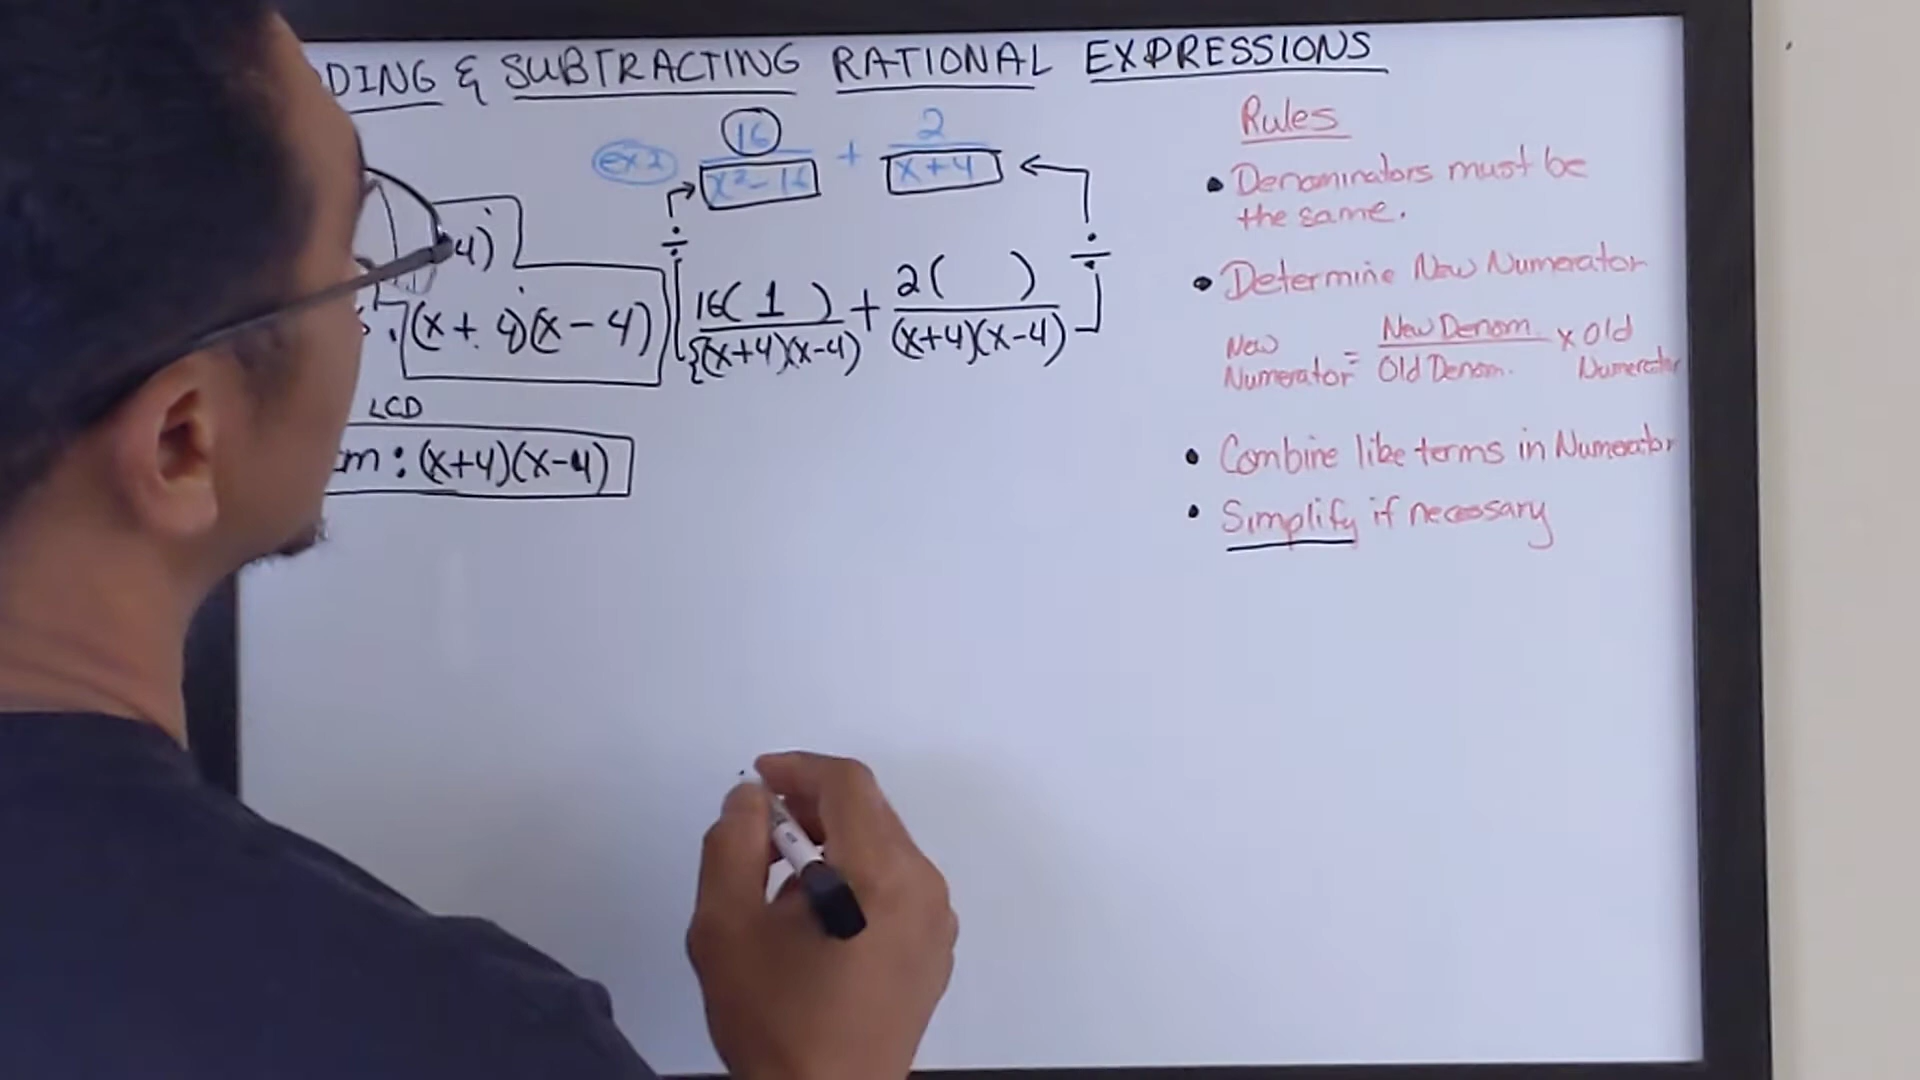 DING & SUBTRACTING RATIONAL EXPRESSIONS
ex 2
16 / x²-16 + 2 / x+4
÷ ÷
4)
(x+4)(x-4)
16( 1 ) / (x+4)(x-4) + 2( ) / (x+4)(x-4)
LCD
m: (x+4)(x-4)
Rules
• Denominators must be
the same.
• Determine New Numerator
New Numerator = New Denom. / Old Denom. x Old Numerator
• Combine like terms in Numerator
• Simplify if necessary